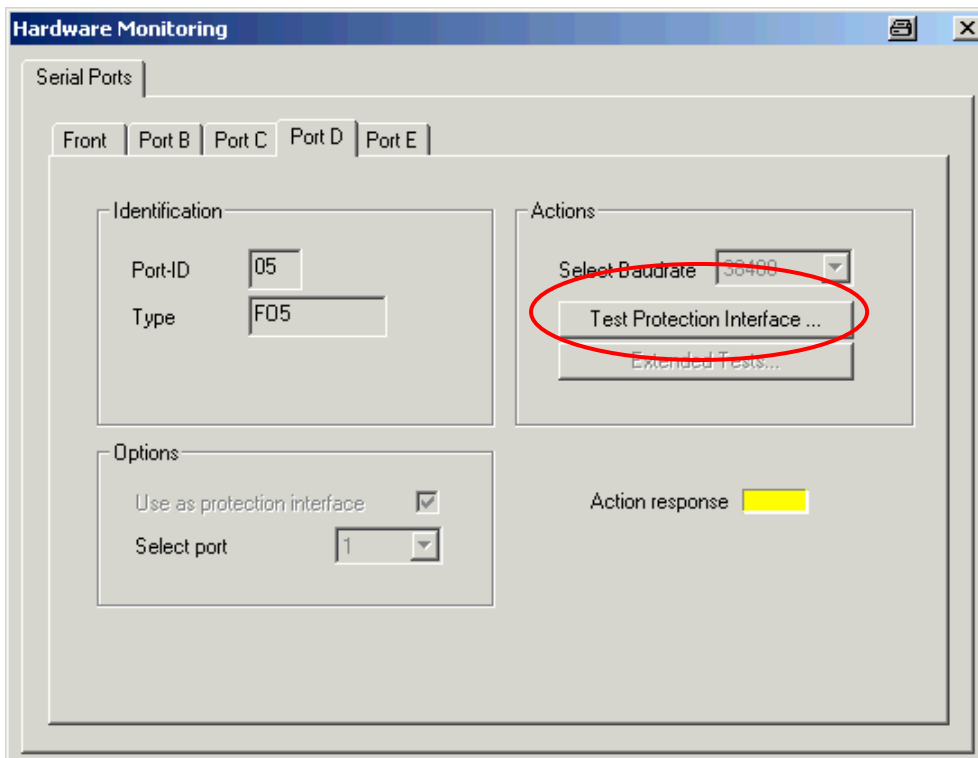 Hardware Monitoring
Serial Ports
Front
Port B
Port C
Port D
Port E
Identification
Port-ID
05
Type
FO5
Actions
Select Baudrate
38400
Test Protection Interface ...
Extended Tests...
Options
Use as protection interface
Select port
1
Action response